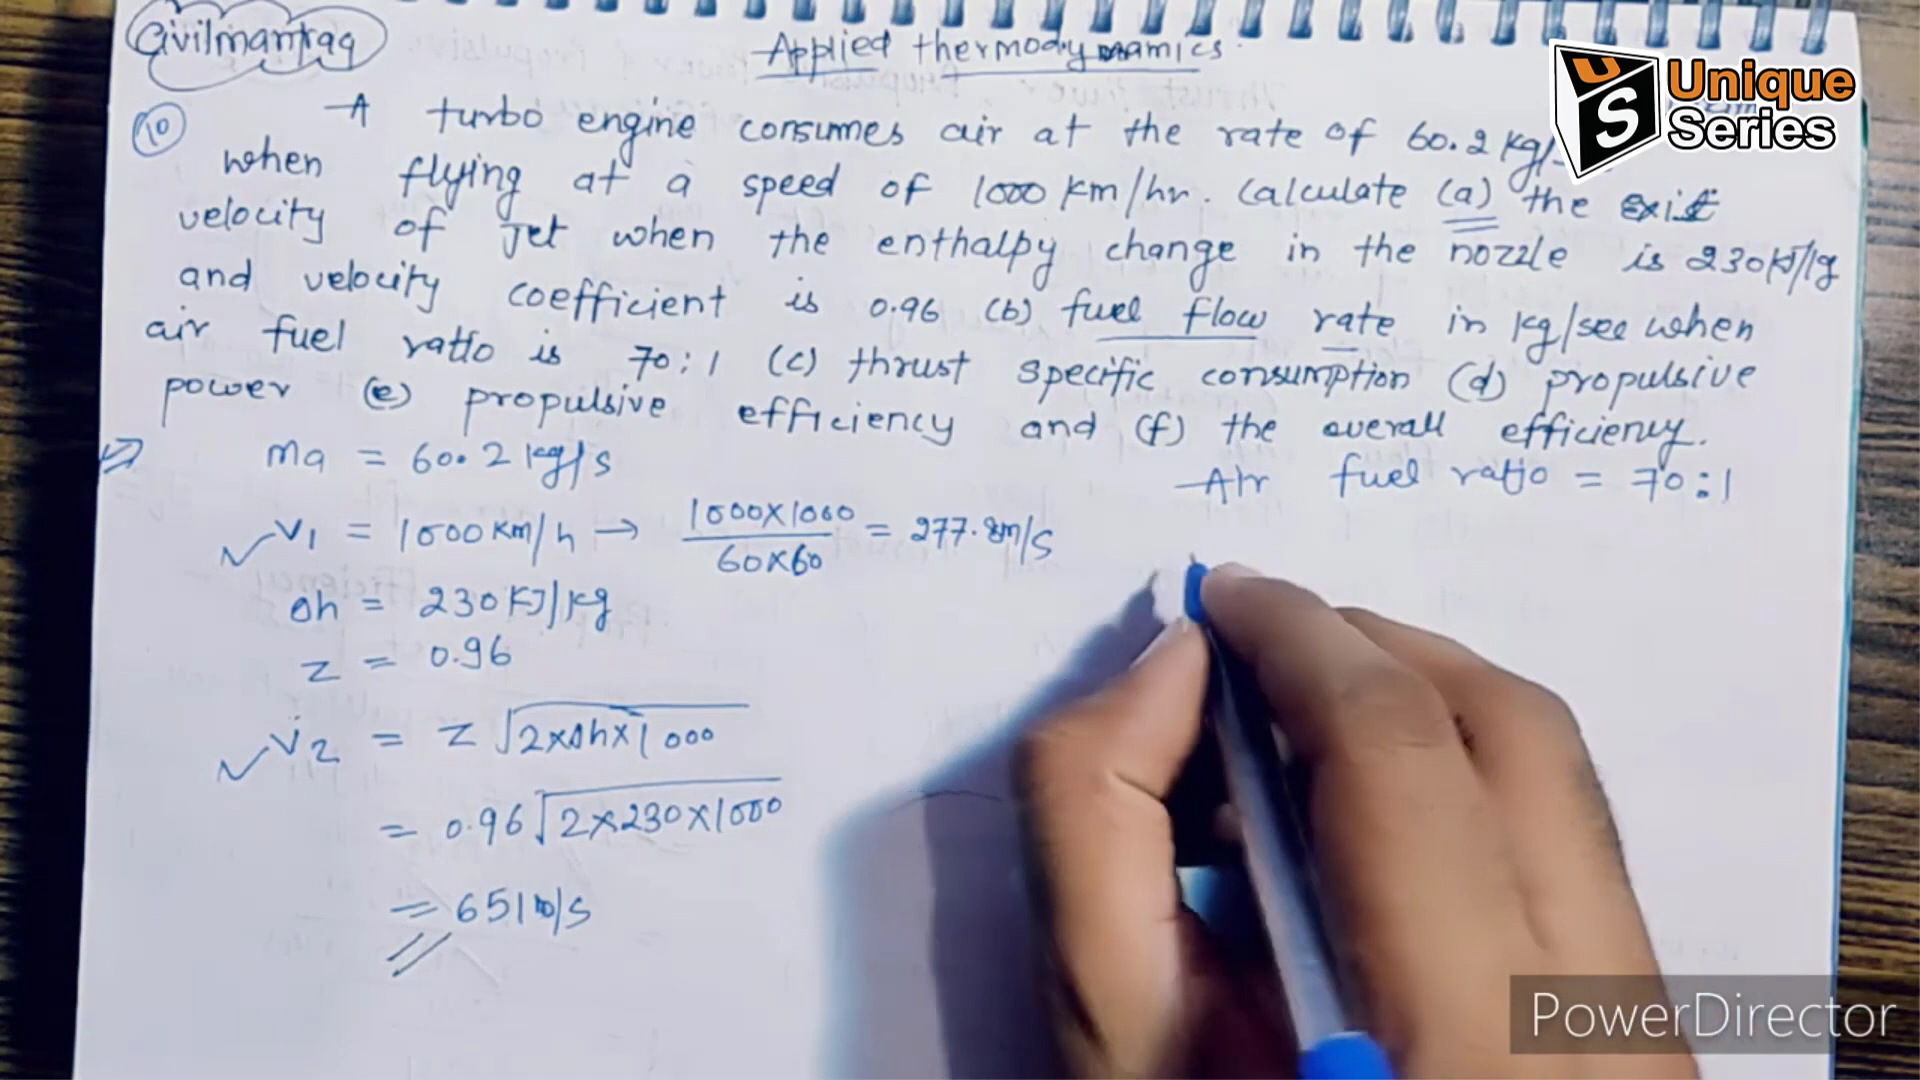 Civilmantraa
Applied thermodynamics
Unique
Series
US
10
A turbo engine consumes air at the rate of 60.2 kg/
when flying at a speed of 1000 km/hr. calculate (a) the exist
velocity of jet when the enthalpy change in the nozzle is 230 kJ/kg
and velocity coefficient is 0.96 (b) fuel flow rate in kg/sec when
air fuel ratio is 70:1 (c) thrust specific consumption (d) propulsive
power (e) propulsive efficiency and (f) the overall efficiency.
ma = 60.2 kg/s
Air fuel ratio = 70:1
V1 = 1000 km/h → 1000×1000 / 60×60 = 277.8 m/s
Δh = 230 KJ/kg
z = 0.96
V2 = z √2×Δh×1000
= 0.96 √2×230×1000
= 651 m/s
PowerDirector